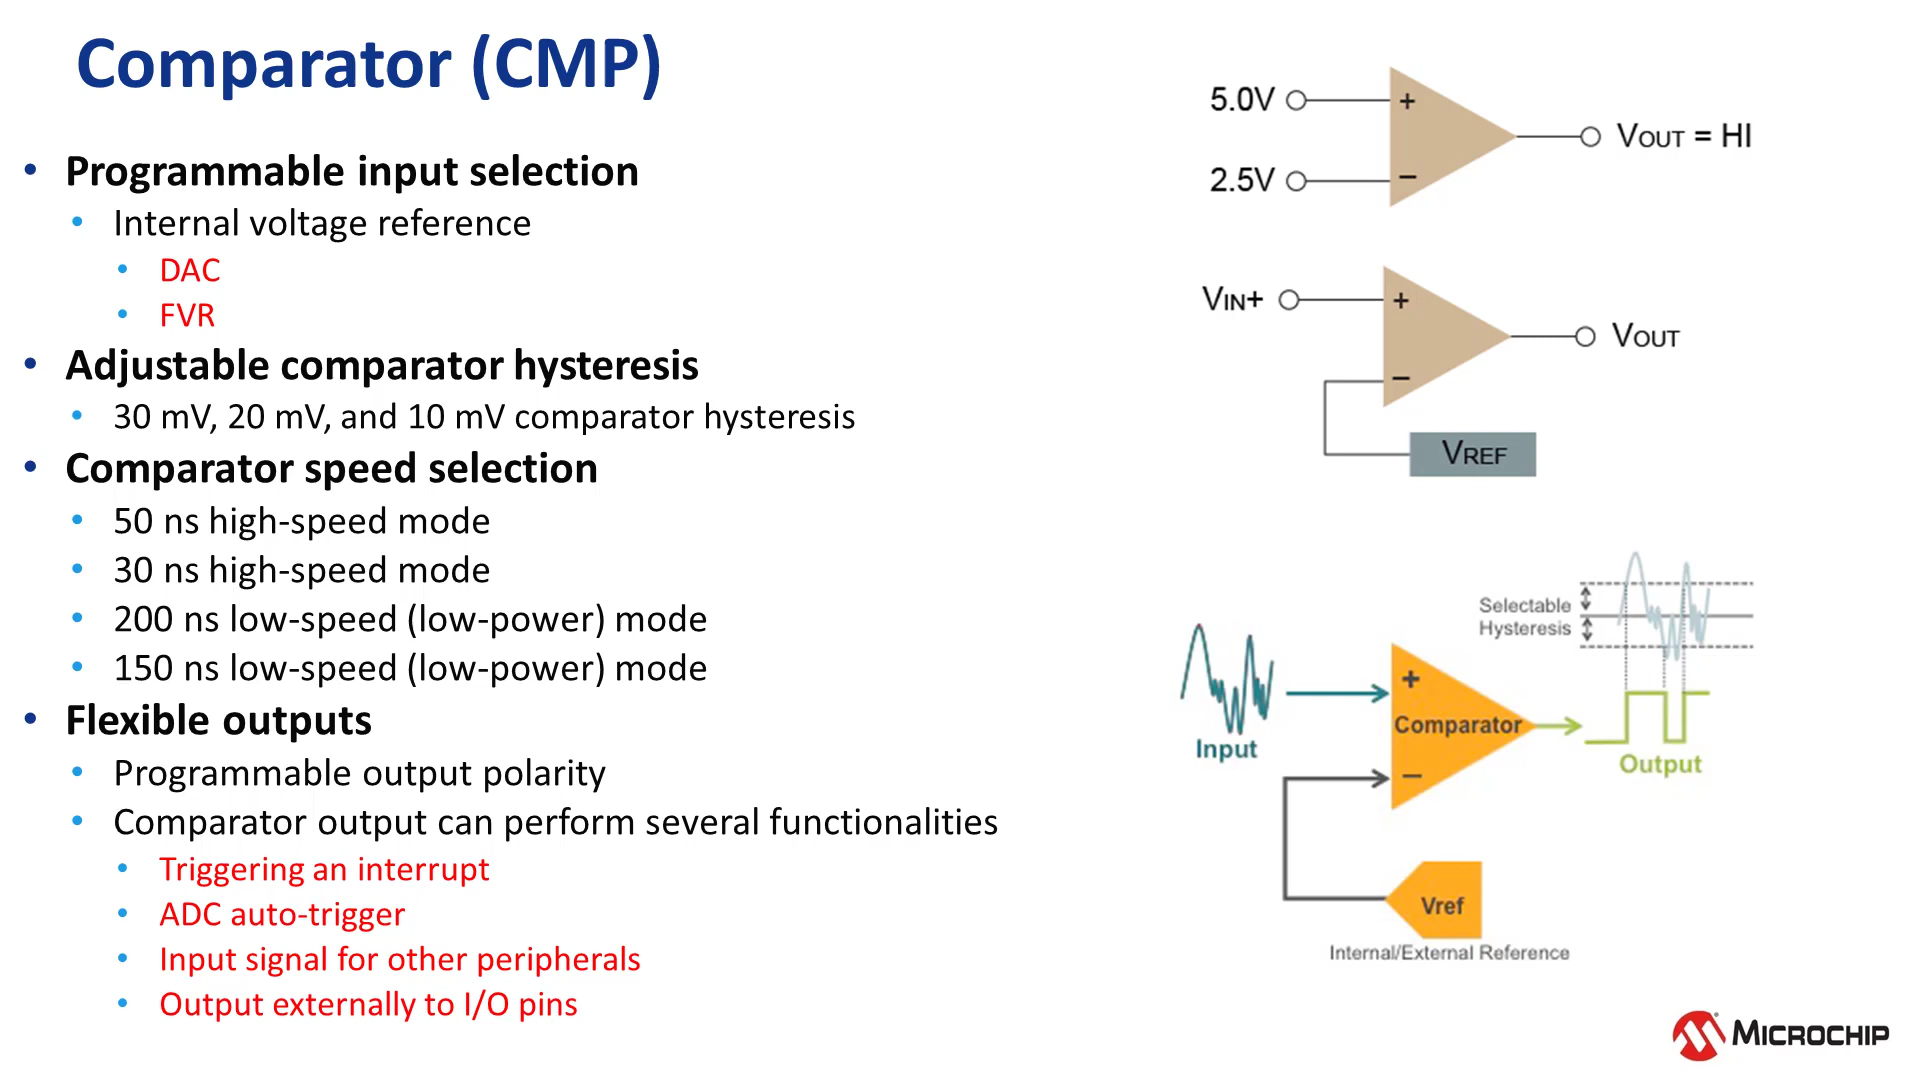 Comparator (CMP)
• Programmable input selection
• Internal voltage reference
• DAC
• FVR
• Adjustable comparator hysteresis
• 30 mV, 20 mV, and 10 mV comparator hysteresis
• Comparator speed selection
• 50 ns high-speed mode
• 30 ns high-speed mode
• 200 ns low-speed (low-power) mode
• 150 ns low-speed (low-power) mode
• Flexible outputs
• Programmable output polarity
• Comparator output can perform several functionalities
• Triggering an interrupt
• ADC auto-trigger
• Input signal for other peripherals
• Output externally to I/O pins
5.0V
+
VOUT = HI
2.5V
−
VIN+
+
VOUT
−
VREF
Selectable
Hysteresis
+
Comparator
−
Input
Output
Vref
Internal/External Reference
MICROCHIP